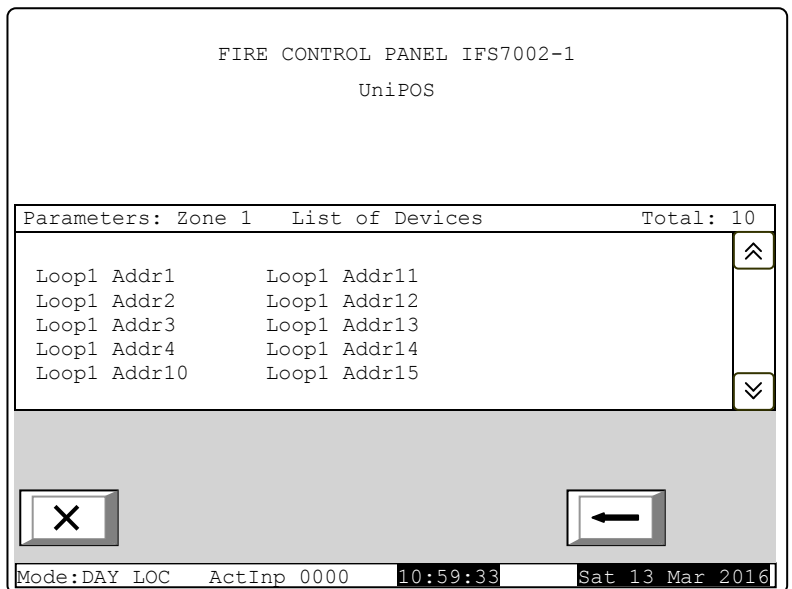 FIRE CONTROL PANEL IFS7002-1
UniPOS
Parameters: Zone 1 List of Devices Total: 10
Loop1 Addr1 Loop1 Addr11
Loop1 Addr2 Loop1 Addr12
Loop1 Addr3 Loop1 Addr13
Loop1 Addr4 Loop1 Addr14
Loop1 Addr10 Loop1 Addr15
Mode:DAY LOC ActInp 0000 10:59:33 Sat 13 Mar 2016